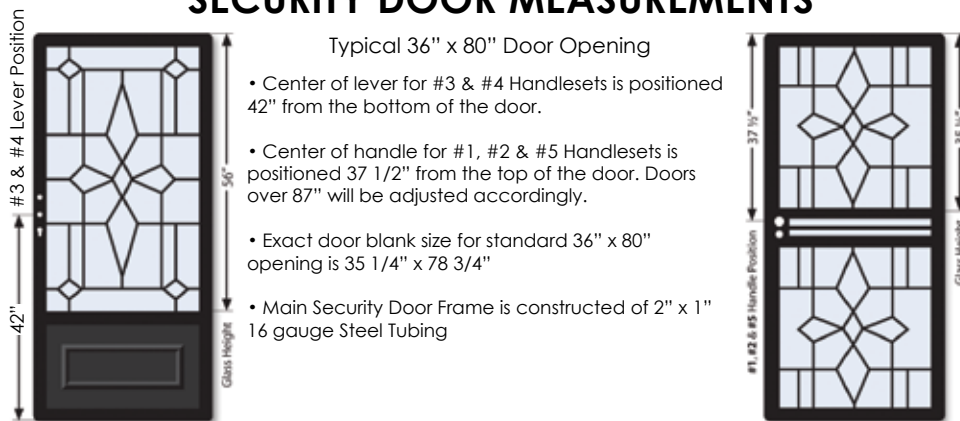 SECURITY DOOR MEASUREMENTS
#3 & #4 Lever Position
42”
56”
Glass Height
Typical 36” x 80” Door Opening
• Center of lever for #3 & #4 Handlesets is positioned
42” from the bottom of the door.
• Center of handle for #1, #2 & #5 Handlesets is
positioned 37 1/2” from the top of the door. Doors
over 87” will be adjusted accordingly.
• Exact door blank size for standard 36” x 80”
opening is 35 1/4” x 78 3/4”
• Main Security Door Frame is constructed of 2” x 1”
16 gauge Steel Tubing
37 ½”
#1, #2 & #5 Handle Position
Glass Height